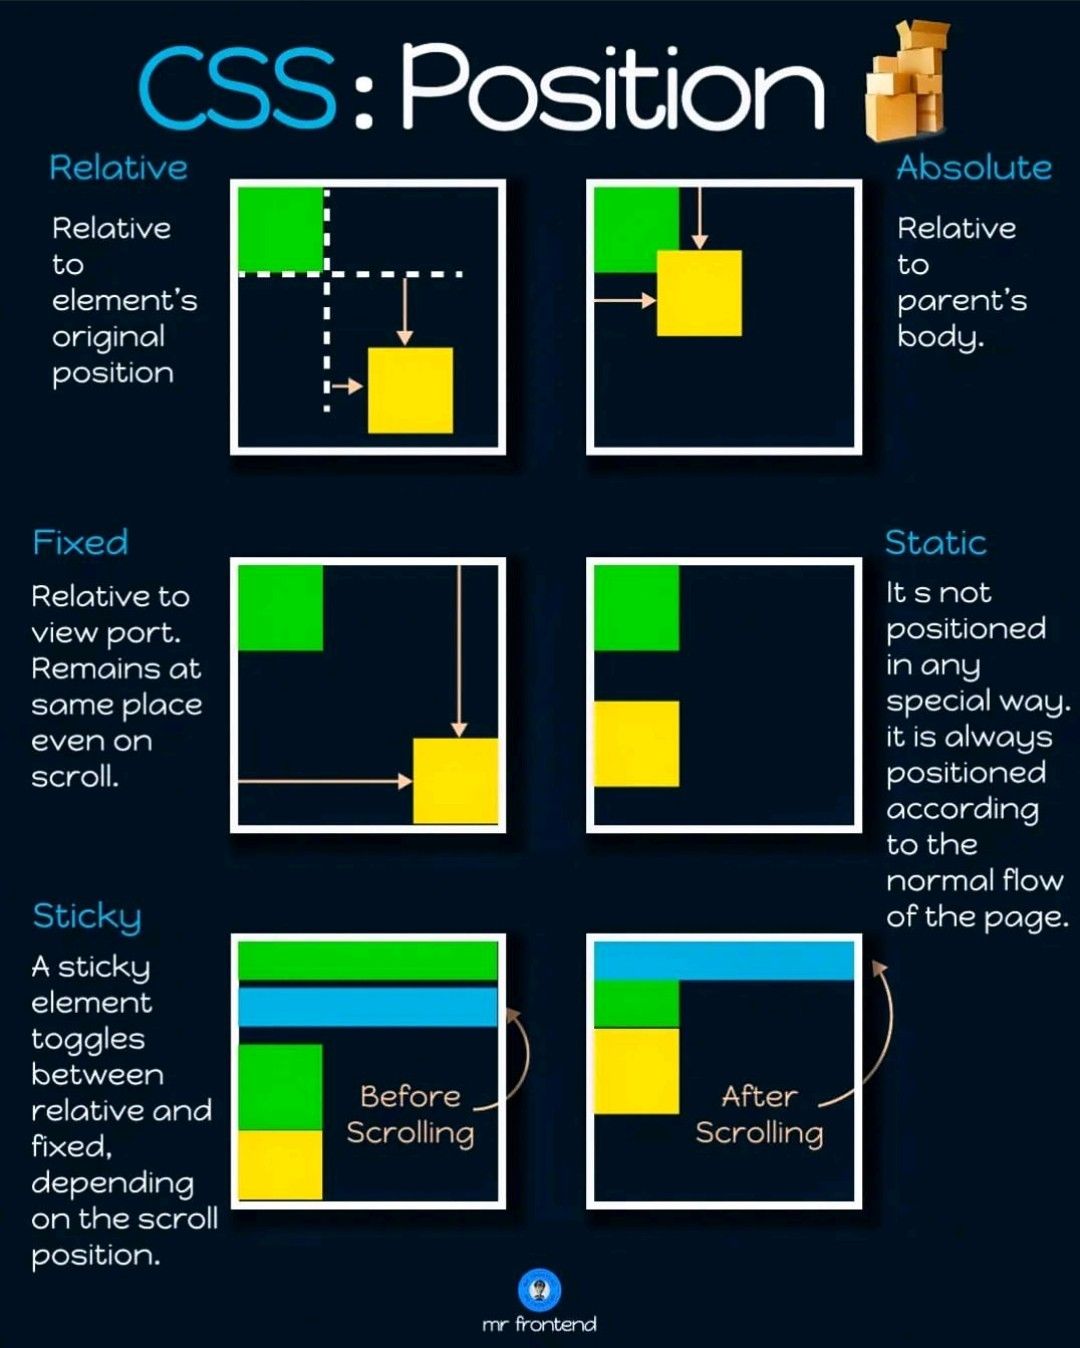 CSS: Position
Relative
Relative
to
element's
original
position
Absolute
Relative
to
parent's
body.
Fixed
Relative to
view port.
Remains at
same place
even on
scroll.
Static
It s not
positioned
in any
special way.
it is always
positioned
according
to the
normal flow
of the page.
Sticky
A sticky
element
toggles
between
relative and
fixed,
depending
on the scroll
position.
Before
Scrolling
After
Scrolling
mr frontend